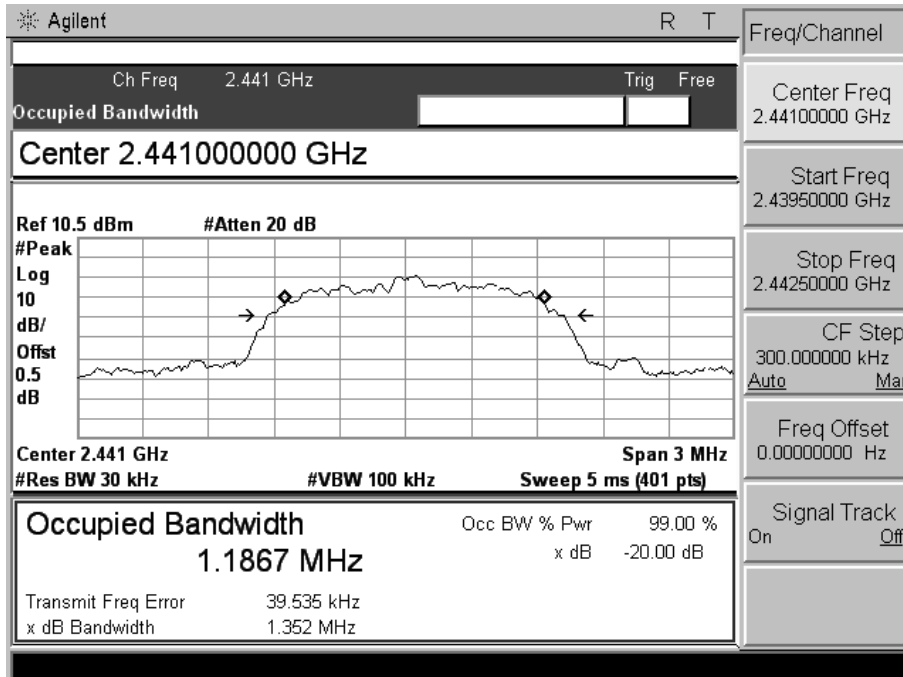 Agilent R T
Ch Freq 2.441 GHz Trig Free
Occupied Bandwidth
Center 2.441000000 GHz
Ref 10.5 dBm #Atten 20 dB
#Peak
Log
10
dB/
Offst
0.5
dB
Center 2.441 GHz Span 3 MHz
#Res BW 30 kHz #VBW 100 kHz Sweep 5 ms (401 pts)
Occupied Bandwidth
1.1867 MHz
Occ BW % Pwr 99.00 %
x dB -20.00 dB
Transmit Freq Error 39.535 kHz
x dB Bandwidth 1.352 MHz
Freq/Channel
Center Freq
2.44100000 GHz
Start Freq
2.43950000 GHz
Stop Freq
2.44250000 GHz
CF Step
300.000000 kHz
Auto Man
Freq Offset
0.00000000 Hz
Signal Track
On Off